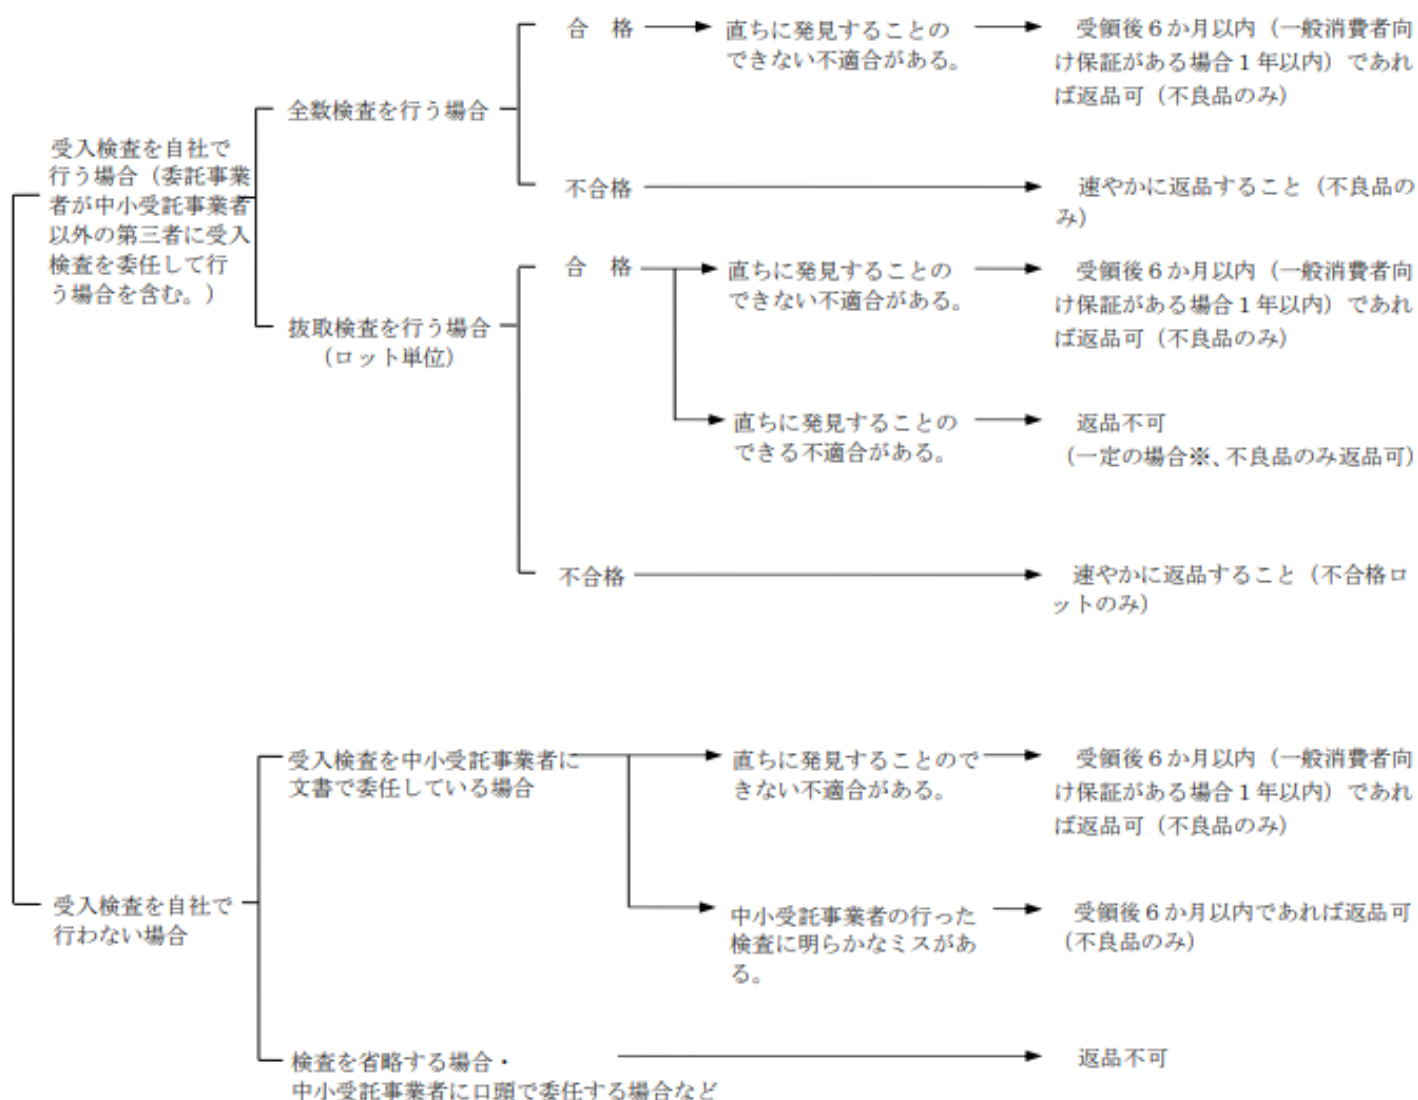 合　格
直ちに発見することの
できない不適合がある。
受領後６か月以内（一般消費者向
け保証がある場合１年以内）であれ
ば返品可（不良品のみ）
全数検査を行う場合
受入検査を自社で
行う場合（委託事業
者が中小受託事業者
以外の第三者に受入
検査を委任して行
う場合を含む。）
不合格
速やかに返品すること（不良品の
み）
合　格
直ちに発見することの
できない不適合がある。
受領後６か月以内（一般消費者向
け保証がある場合１年以内）であれ
ば返品可（不良品のみ）
抜取検査を行う場合
（ロット単位）
直ちに発見することの
できる不適合がある。
返品不可
（一定の場合※、不良品のみ返品可）
不合格
速やかに返品すること（不合格ロ
ットのみ）
受入検査を中小受託事業者に
文書で委任している場合
直ちに発見することので
きない不適合がある。
受領後６か月以内（一般消費者向
け保証がある場合１年以内）であれ
ば返品可（不良品のみ）
受入検査を自社で
行わない場合
中小受託事業者の行った
検査に明らかなミスがあ
る。
受領後６か月以内であれば返品可
（不良品のみ）
検査を省略する場合・
中小受託事業者に口頭で委任する場合など
返品不可